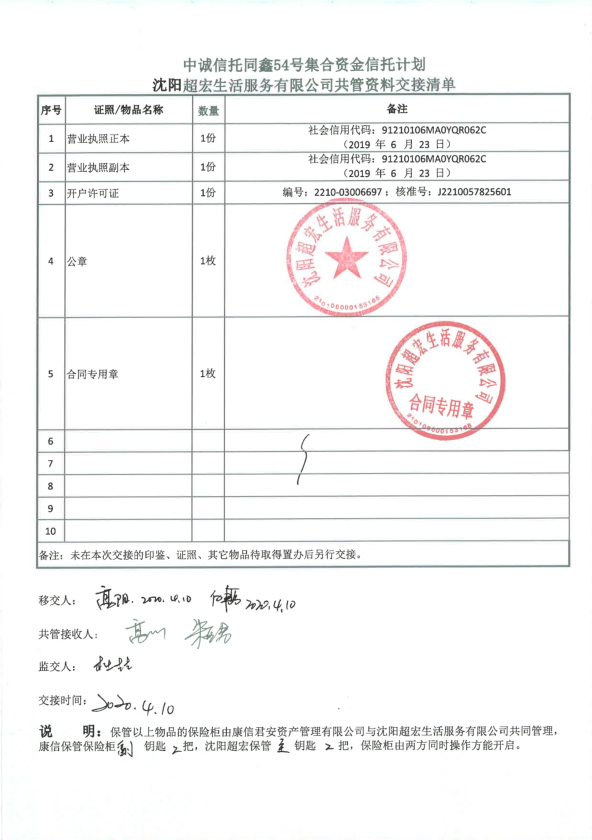 中诚信托同鑫54号集合资金信托计划
沈阳超宏生活服务有限公司共管资料交接清单
序号 证照/物品名称 数量 备注
1 营业执照正本 1份 社会信用代码：91210106MA0YQR062C
（2019 年 6 月 23 日）
2 营业执照副本 1份 社会信用代码：91210106MA0YQR062C
（2019 年 6 月 23 日）
3 开户许可证 1份 编号：2210-03006697；核准号：J2210057825601
4 公章 1枚
沈阳超宏生活服务有限公司
5 合同专用章 1枚
沈阳超宏生活服务有限公司
合同专用章
6
7
8
9
10
备注：未在本次交接的印鉴、证照、其它物品待取得置办后另行交接。
移交人： 2020.4.10 2020.4.10
共管接收人：
监交人：
交接时间：2020.4.10
说 明：保管以上物品的保险柜由康信君安资产管理有限公司与沈阳超宏生活服务有限公司共同管理，
康信保管保险柜 副 钥匙 2 把，沈阳超宏保管 主 钥匙 2 把，保险柜由两方同时操作方能开启。